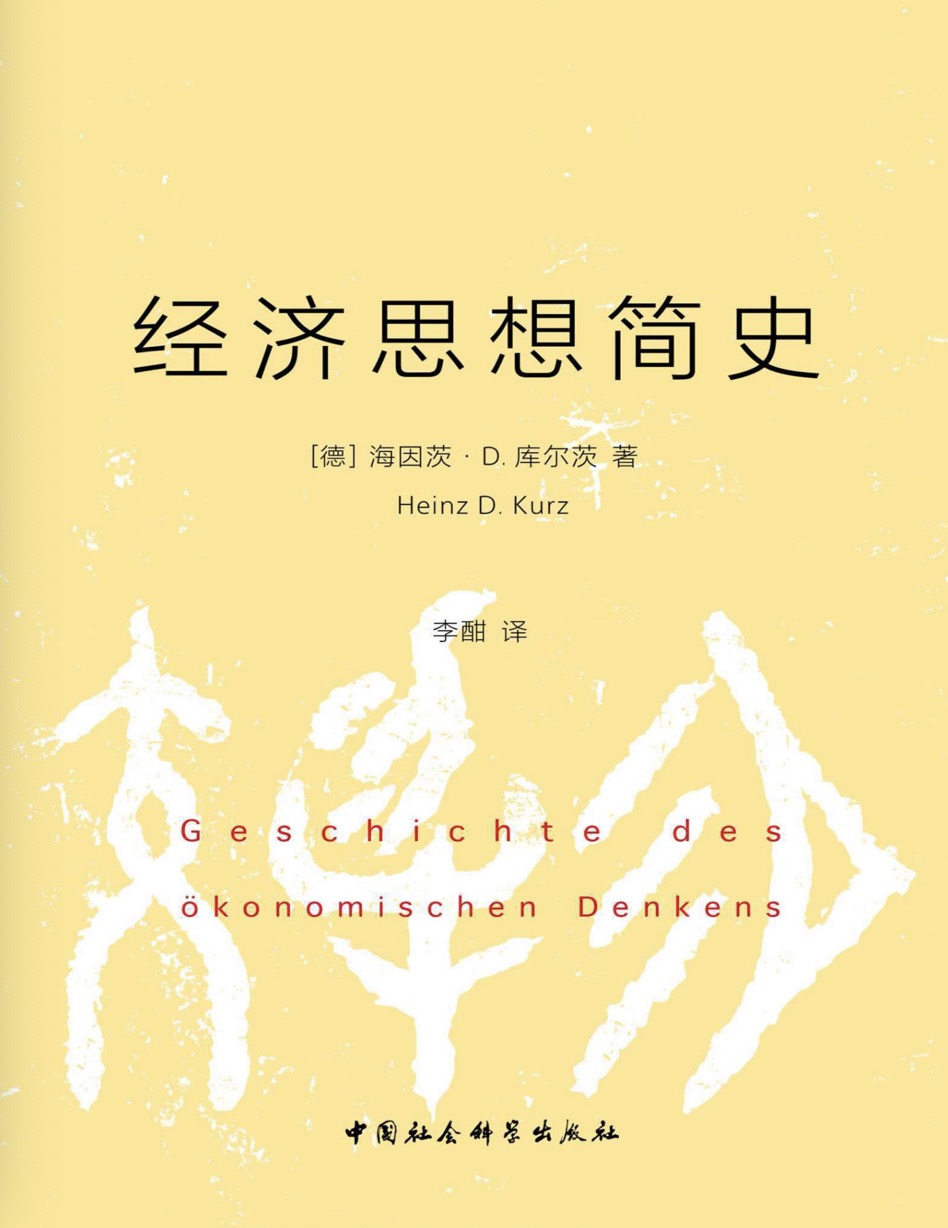 经济思想简史
[德] 海因茨·D. 库尔茨 著
Heinz D. Kurz
李酣 译
Geschichte des
ökonomischen Denkens
中国社会科学出版社